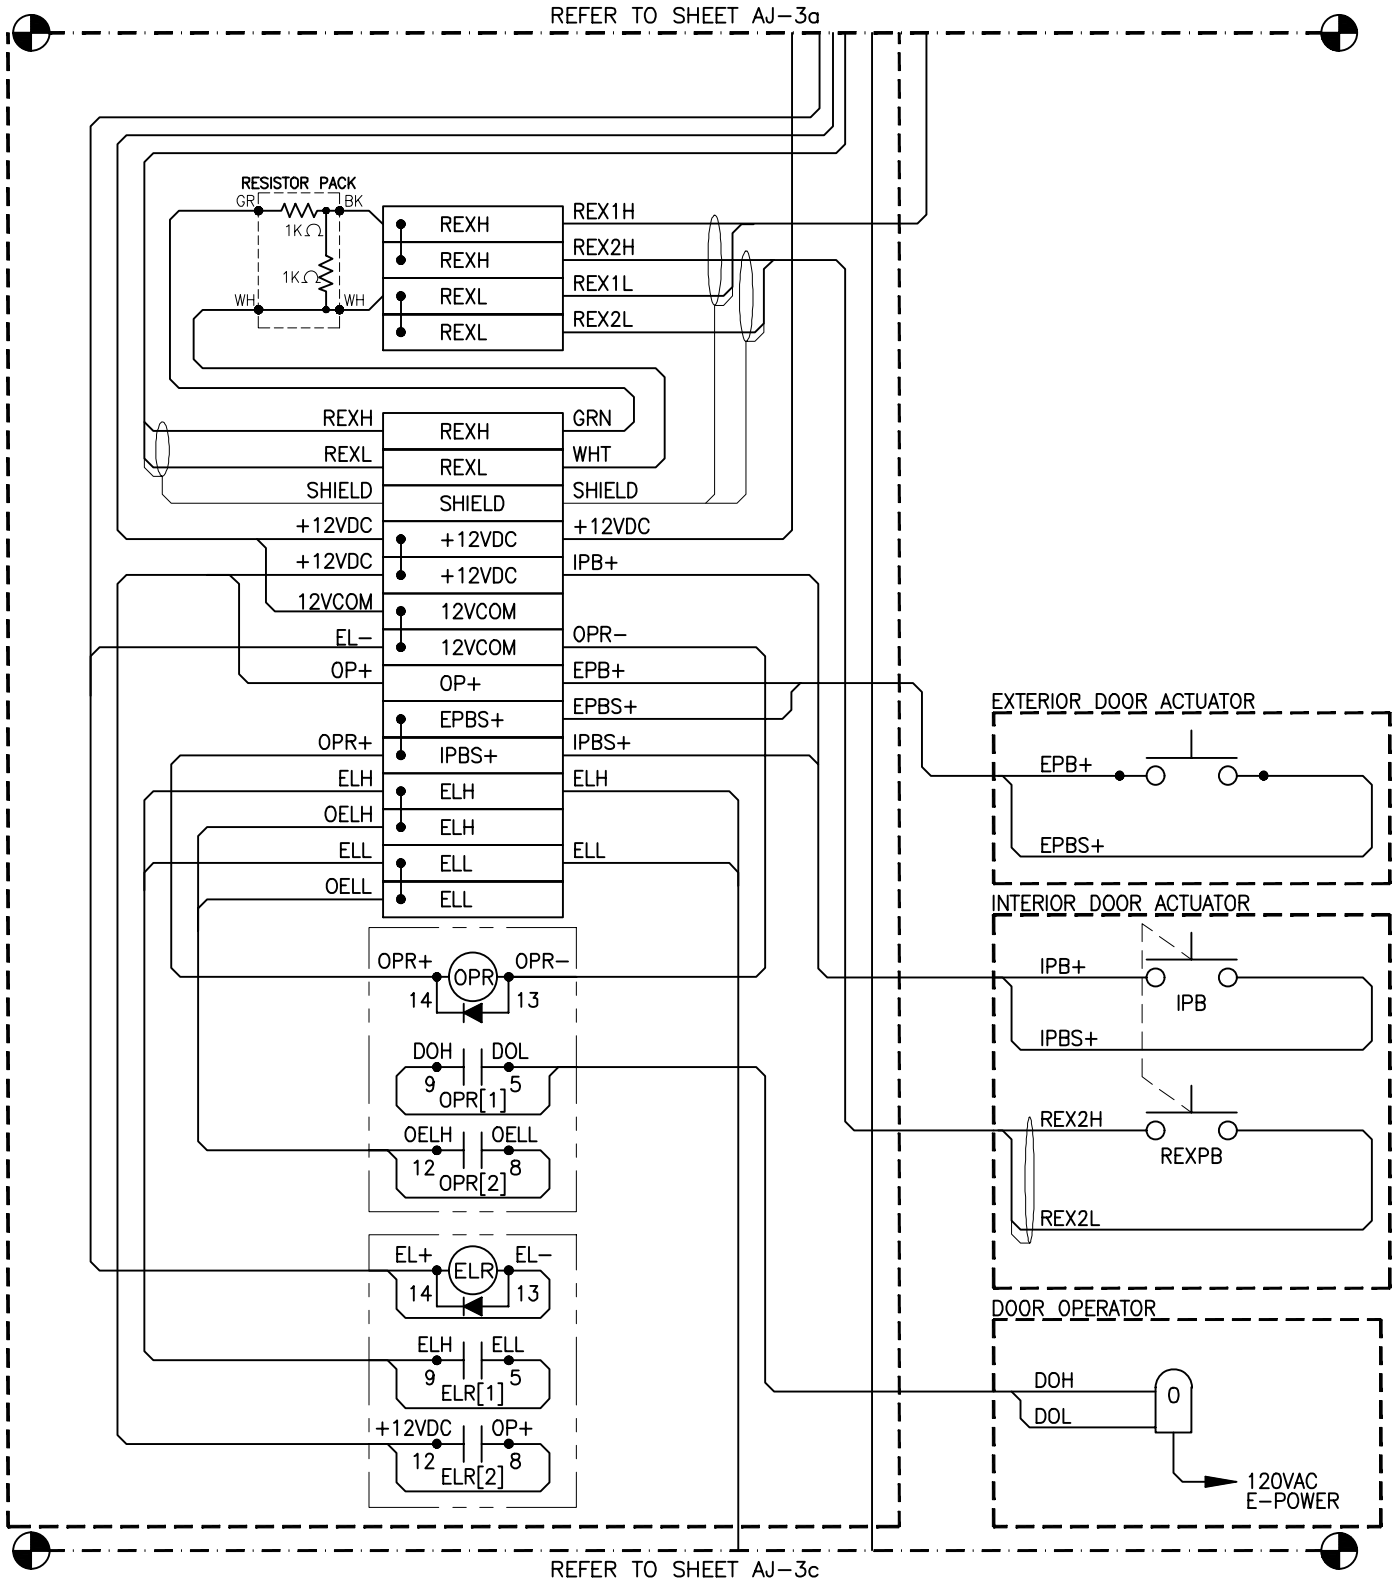 REFER TO SHEET AJ-3a
RESISTOR PACK
GR
BK
1KΩ
1KΩ
WH
WH
REXH
REX1H
REXH
REX2H
REXL
REX1L
REXL
REX2L
REXH
REXH
GRN
REXL
REXL
WHT
SHIELD
SHIELD
SHIELD
+12VDC
+12VDC
+12VDC
+12VDC
+12VDC
IPB+
12VCOM
12VCOM
EL-
12VCOM
OPR-
OP+
OP+
EPB+
EPBS+
EPBS+
OPR+
IPBS+
IPBS+
ELH
ELH
ELH
OELH
ELH
ELL
ELL
ELL
OELL
ELL
OPR+
OPR
OPR-
14
13
DOH
DOL
9
5
OPR[1]
OELH
OELL
12
8
OPR[2]
EL+
ELR
EL-
14
13
ELH
ELL
9
5
ELR[1]
+12VDC
OP+
12
8
ELR[2]
EXTERIOR DOOR ACTUATOR
EPB+
EPBS+
INTERIOR DOOR ACTUATOR
IPB+
IPB
IPBS+
REX2H
REXPB
REX2L
DOOR OPERATOR
DOH
O
DOL
120VAC
E-POWER
REFER TO SHEET AJ-3c